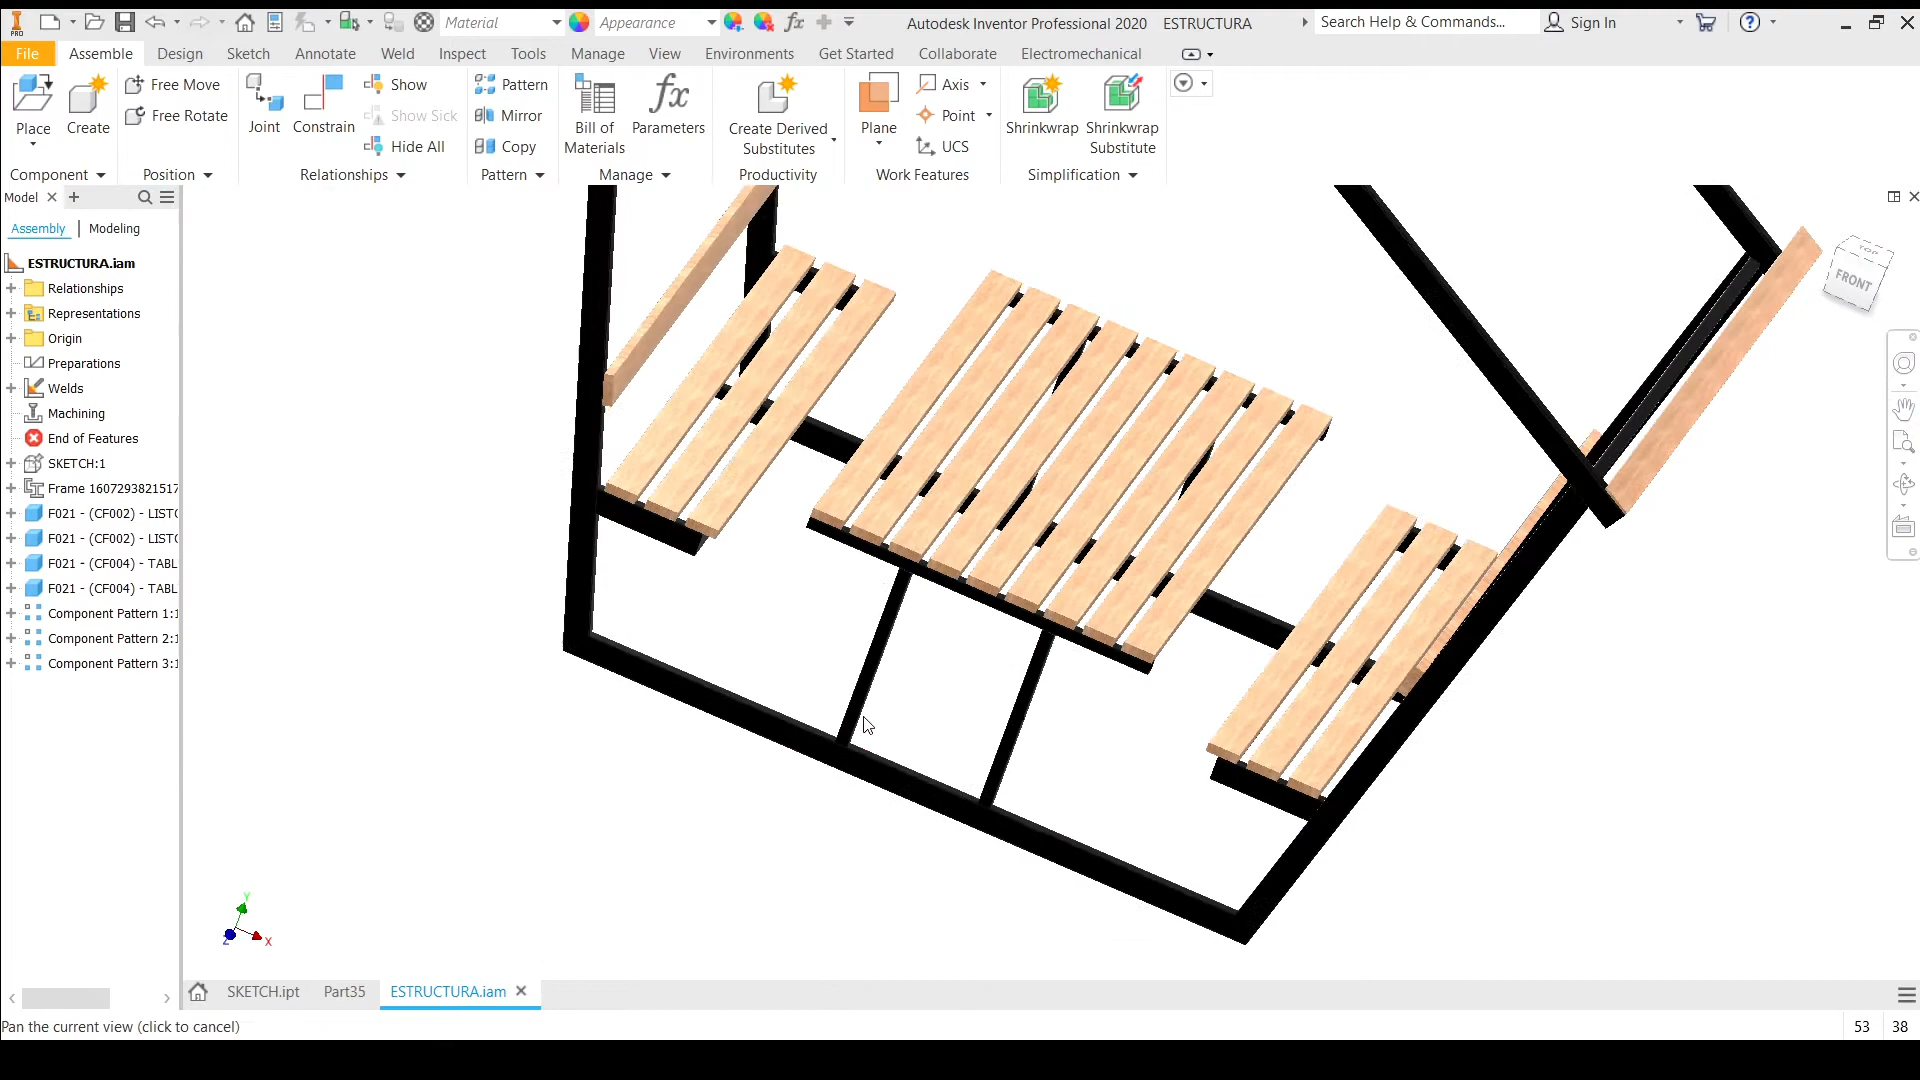 PRO
Material
Appearance
Autodesk Inventor Professional 2020 ESTRUCTURA
Search Help & Commands...
Sign In
File Assemble Design Sketch Annotate Weld Inspect Tools Manage View Environments Get Started Collaborate Electromechanical
Place
Create
Free Move
Free Rotate
Joint
Constrain
Show
Show Sick
Hide All
Pattern
Mirror
Copy
Bill of
Materials
fx
Parameters
Create Derived
Substitutes
Plane
Axis
Point
UCS
Shrinkwrap
Shrinkwrap
Substitute
Component Position Relationships Pattern Manage Productivity Work Features Simplification
Model
Assembly Modeling
ESTRUCTURA.iam
Relationships
Representations
Origin
Preparations
Welds
Machining
End of Features
SKETCH:1
Frame 1607293821517
F021 - (CF002) - LISTO
F021 - (CF002) - LISTO
F021 - (CF004) - TABL
F021 - (CF004) - TABL
Component Pattern 1:1
Component Pattern 2:1
Component Pattern 3:1
TOP
FRONT
Y
Z
X
SKETCH.ipt Part35 ESTRUCTURA.iam
Pan the current view (click to cancel)
53 38